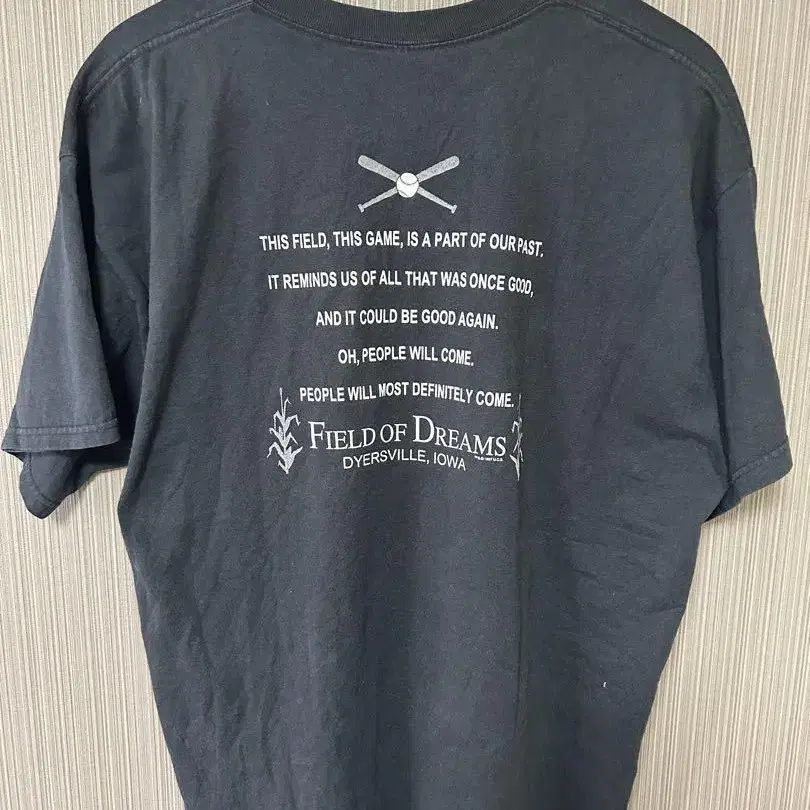 THIS FIELD, THIS GAME, IS A PART OF OUR PAST.
IT REMINDS US OF ALL THAT WAS ONCE GOOD,
AND IT COULD BE GOOD AGAIN.
OH, PEOPLE WILL COME.
PEOPLE WILL MOST DEFINITELY COME.
FIELD OF DREAMS
DYERSVILLE, IOWA